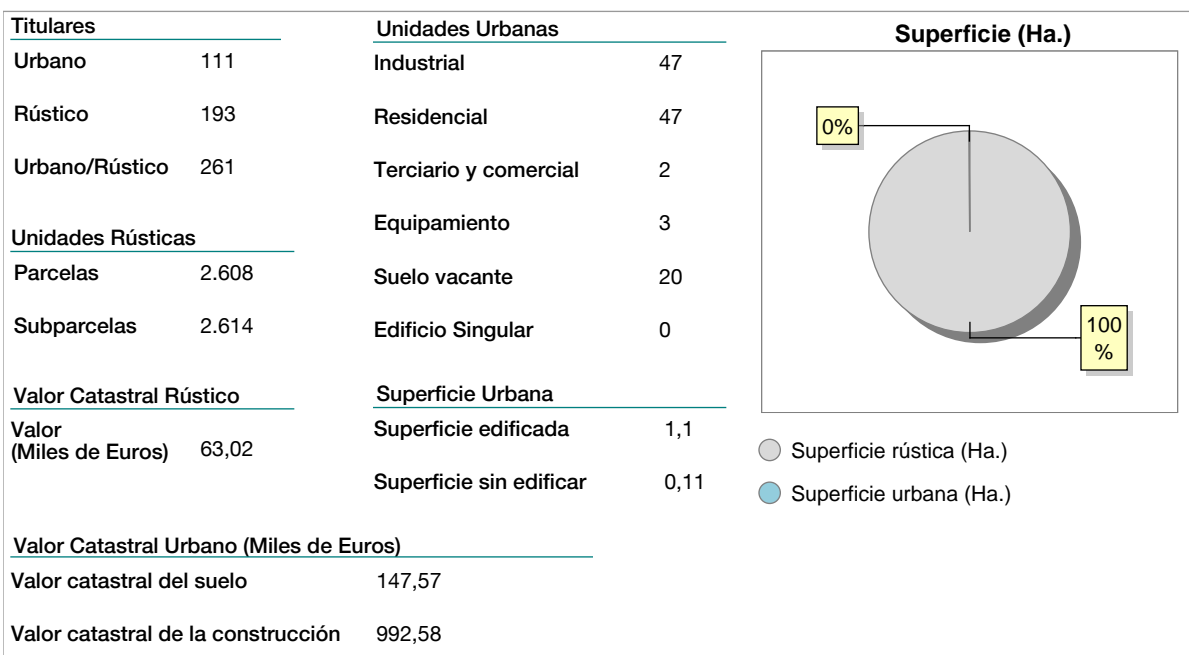 Titulares
Urbano 111
Rústico 193
Urbano/Rústico 261
Unidades Rústicas
Parcelas 2.608
Subparcelas 2.614
Valor Catastral Rústico
Valor
(Miles de Euros) 63,02
Unidades Urbanas
Industrial 47
Residencial 47
Terciario y comercial 2
Equipamiento 3
Suelo vacante 20
Edificio Singular 0
Superficie Urbana
Superficie edificada 1,1
Superficie sin edificar 0,11
Valor Catastral Urbano (Miles de Euros)
Valor catastral del suelo 147,57
Valor catastral de la construcción 992,58
Superficie (Ha.)
0%
100
%
Superficie rústica (Ha.)
Superficie urbana (Ha.)